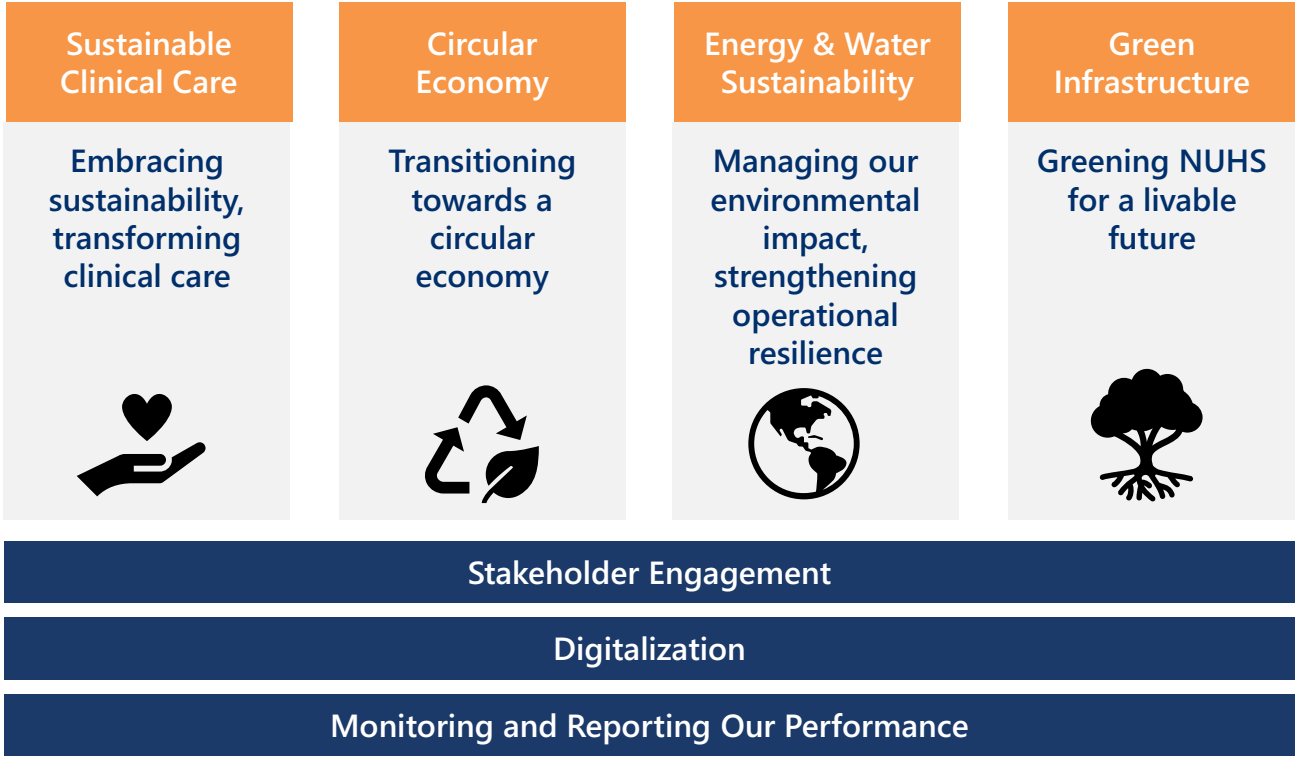 Sustainable
Clinical Care
Embracing
sustainability,
transforming
clinical care
Circular
Economy
Transitioning
towards a
circular
economy
Energy & Water
Sustainability
Managing our
environmental
impact,
strengthening
operational
resilience
Green
Infrastructure
Greening NUHS
for a livable
future
Stakeholder Engagement
Digitalization
Monitoring and Reporting Our Performance